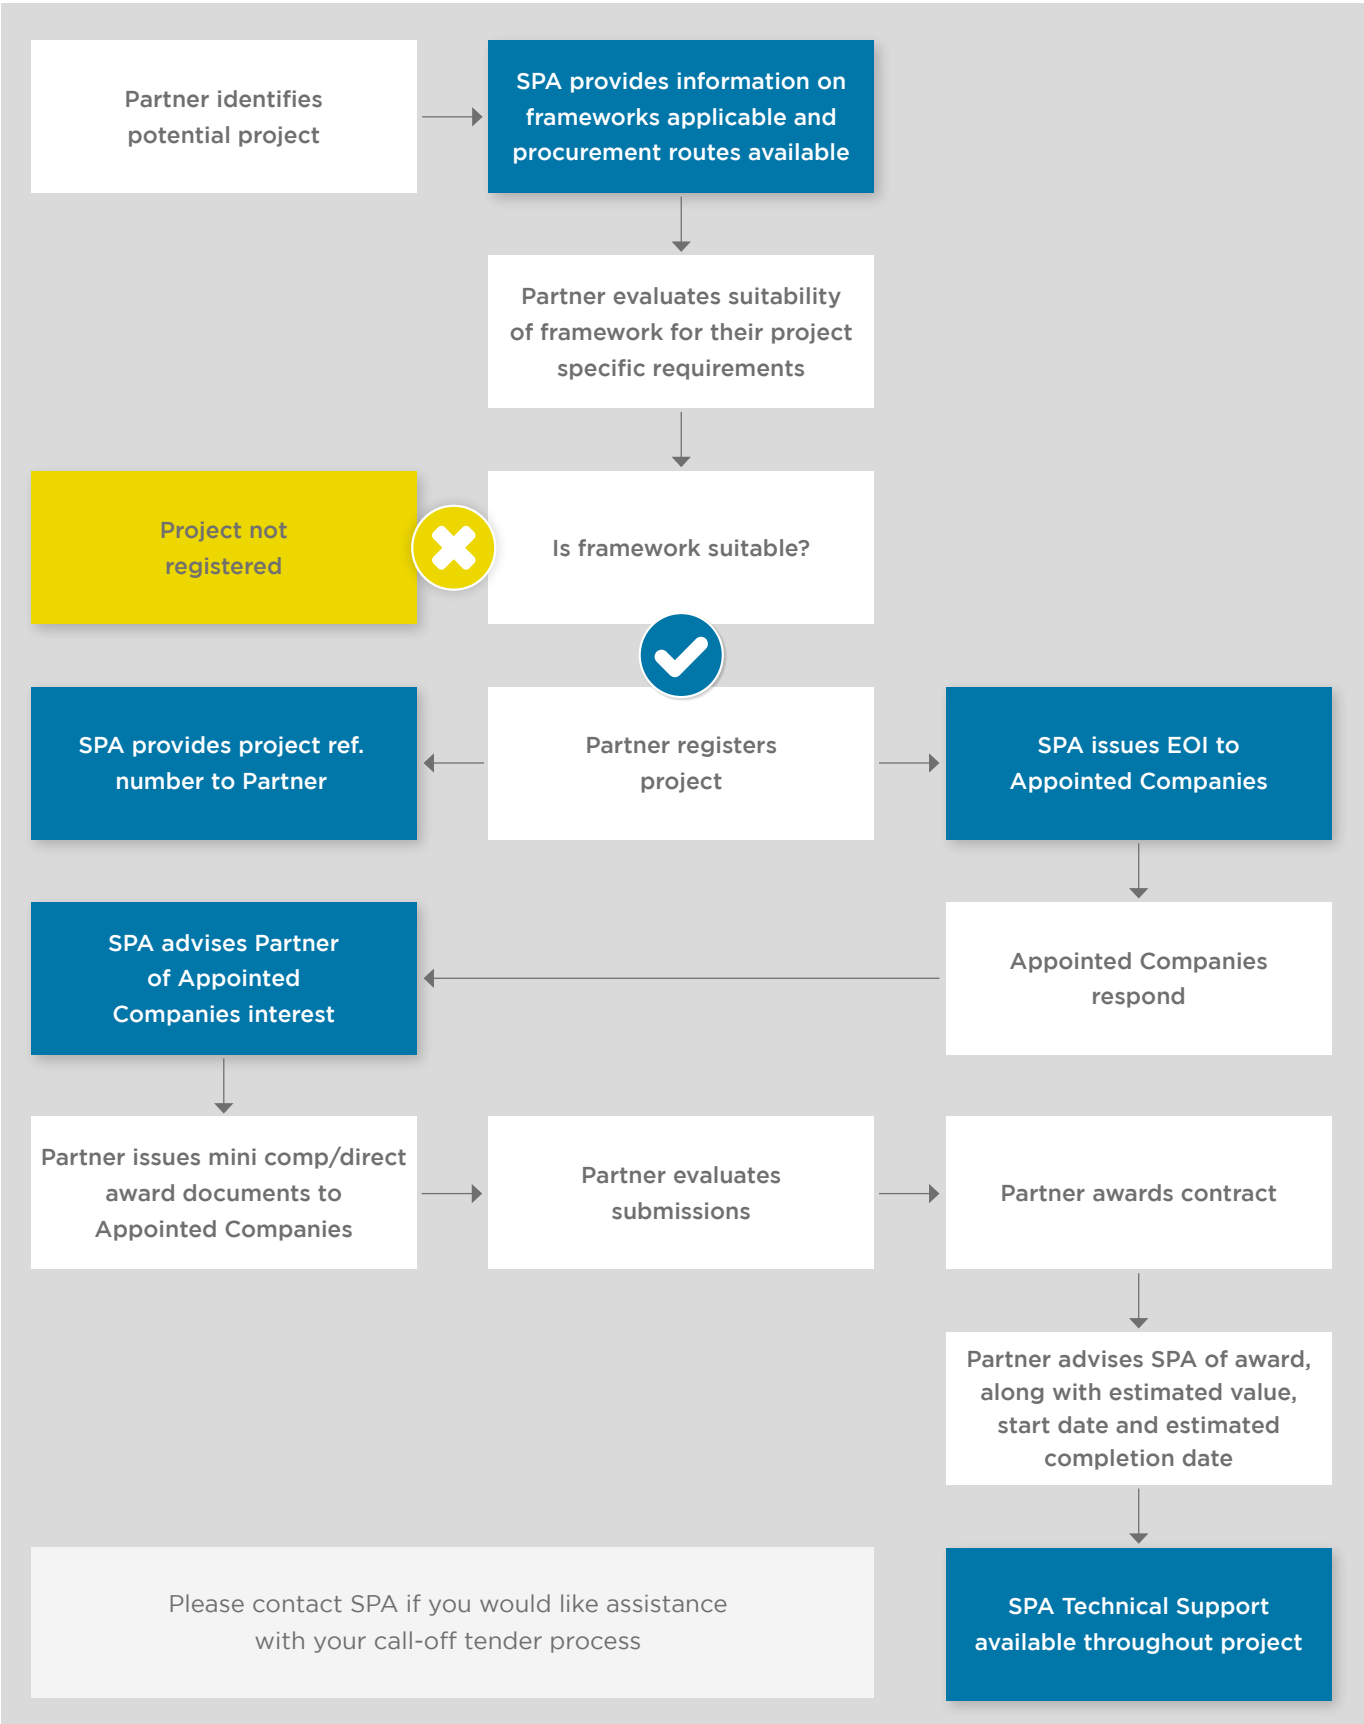 Partner identifies
potential project
SPA provides information on
frameworks applicable and
procurement routes available
Partner evaluates suitability
of framework for their project
specific requirements
Project not
registered
Is framework suitable?
SPA provides project ref.
number to Partner
Partner registers
project
SPA issues EOI to
Appointed Companies
SPA advises Partner
of Appointed
Companies interest
Appointed Companies
respond
Partner issues mini comp/direct
award documents to
Appointed Companies
Partner evaluates
submissions
Partner awards contract
Partner advises SPA of award,
along with estimated value,
start date and estimated
completion date
Please contact SPA if you would like assistance
with your call-off tender process
SPA Technical Support
available throughout project